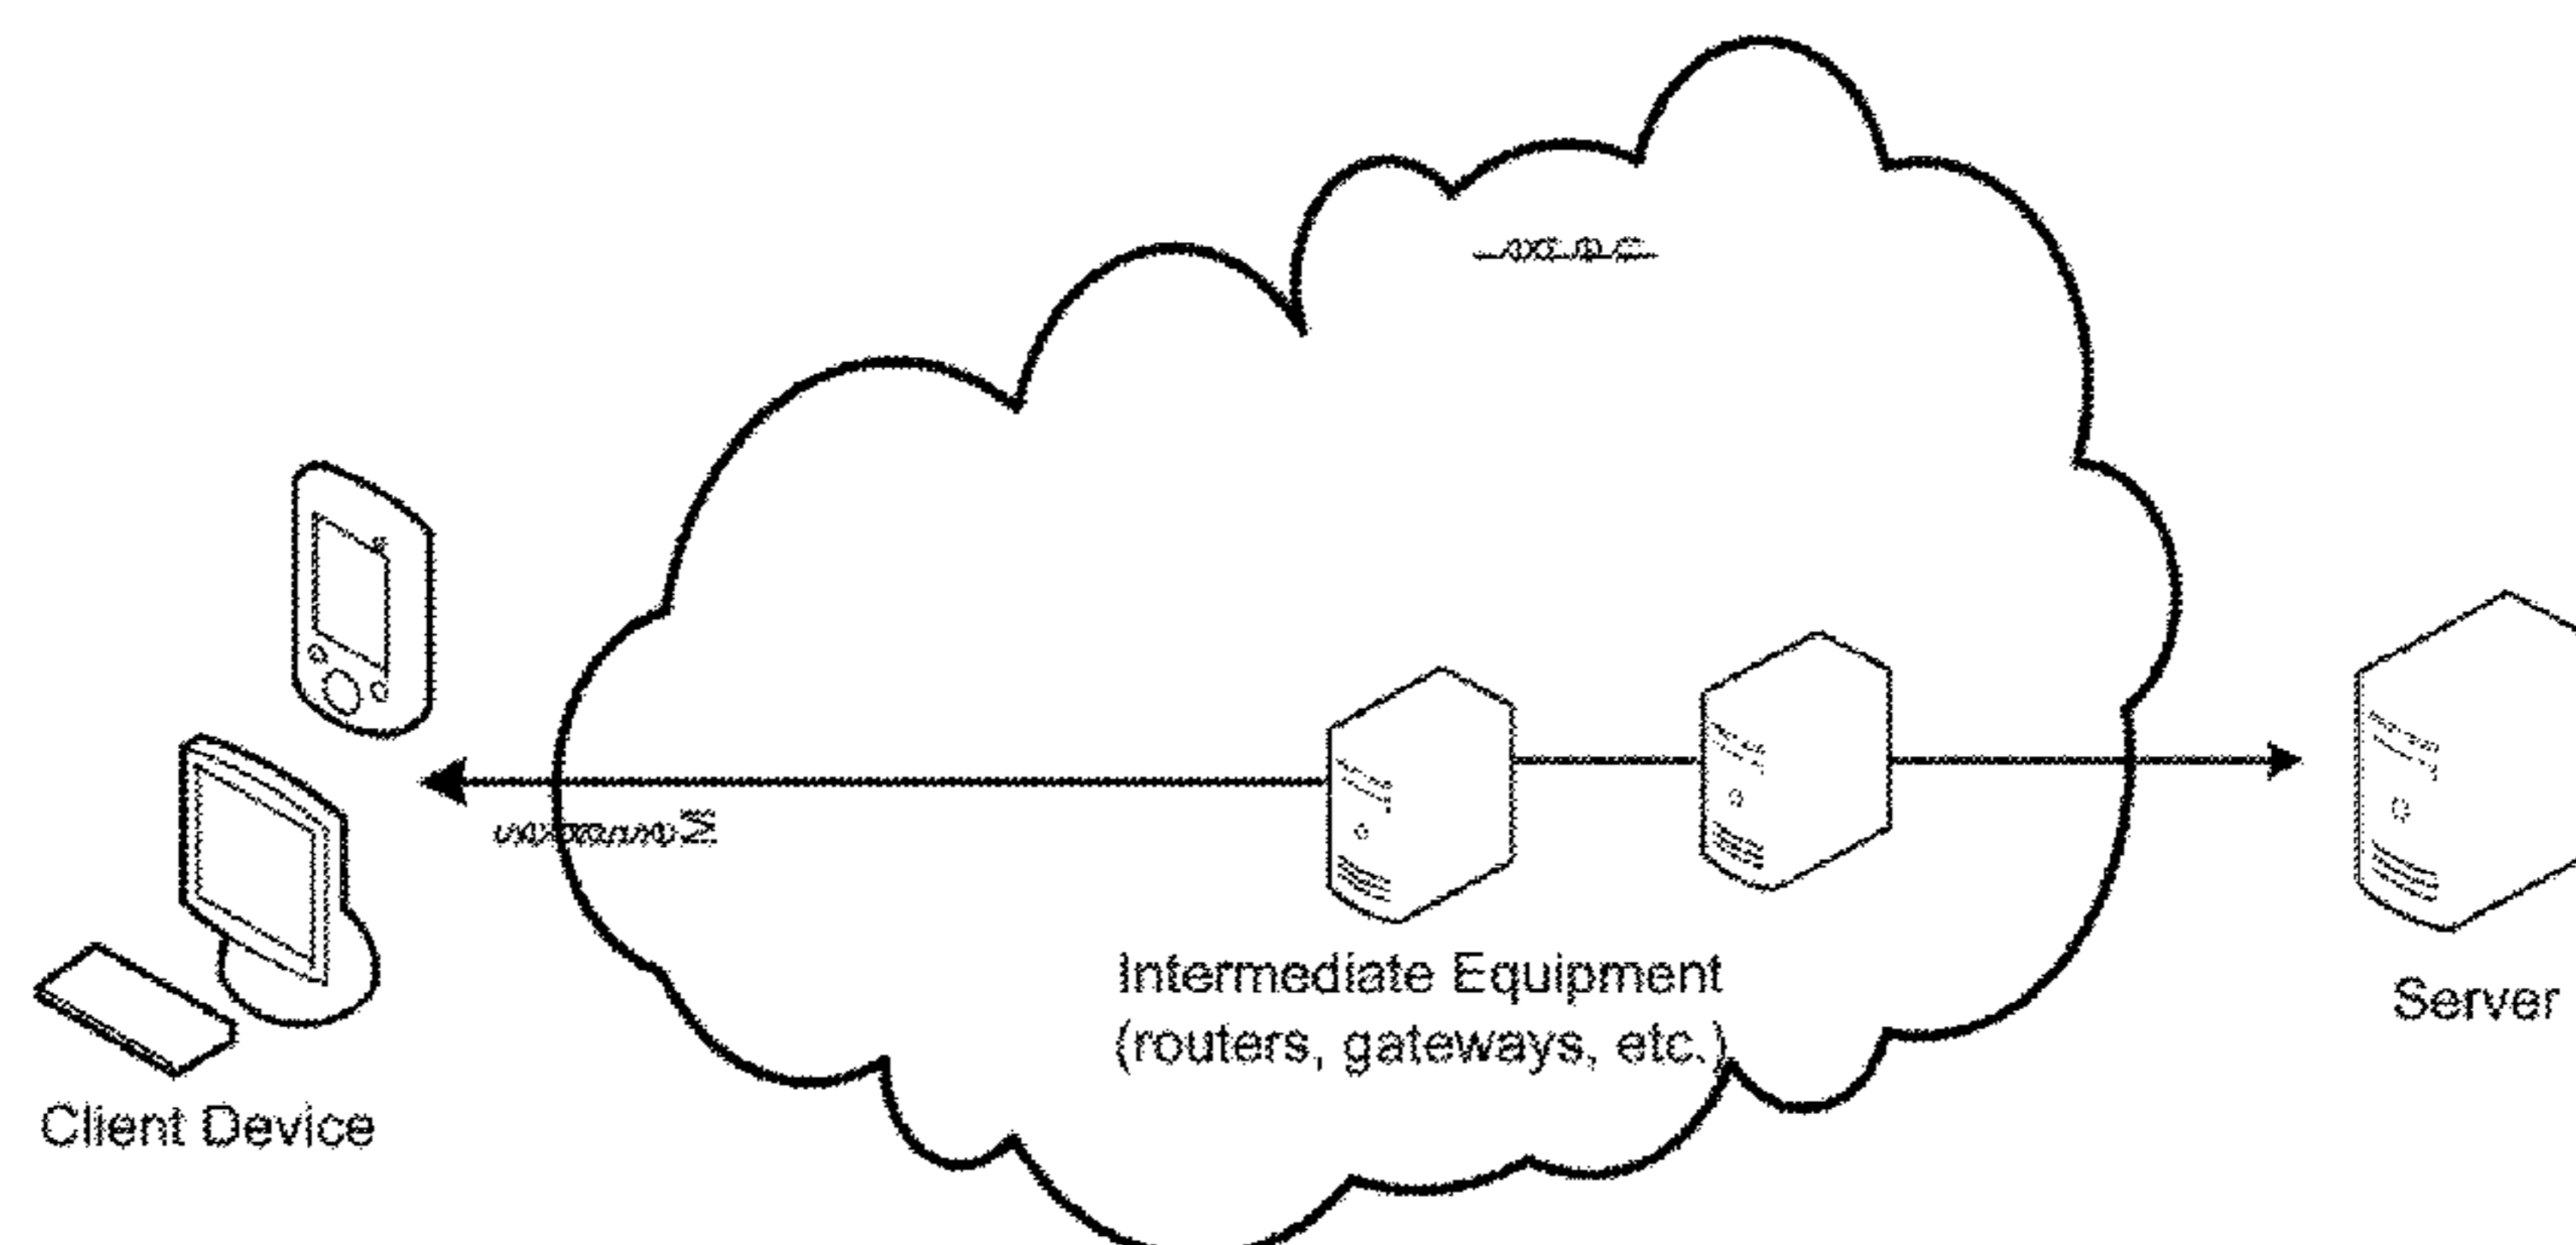 Intermediate Equipment
(routers, gateways, etc.)
Server
Client Device